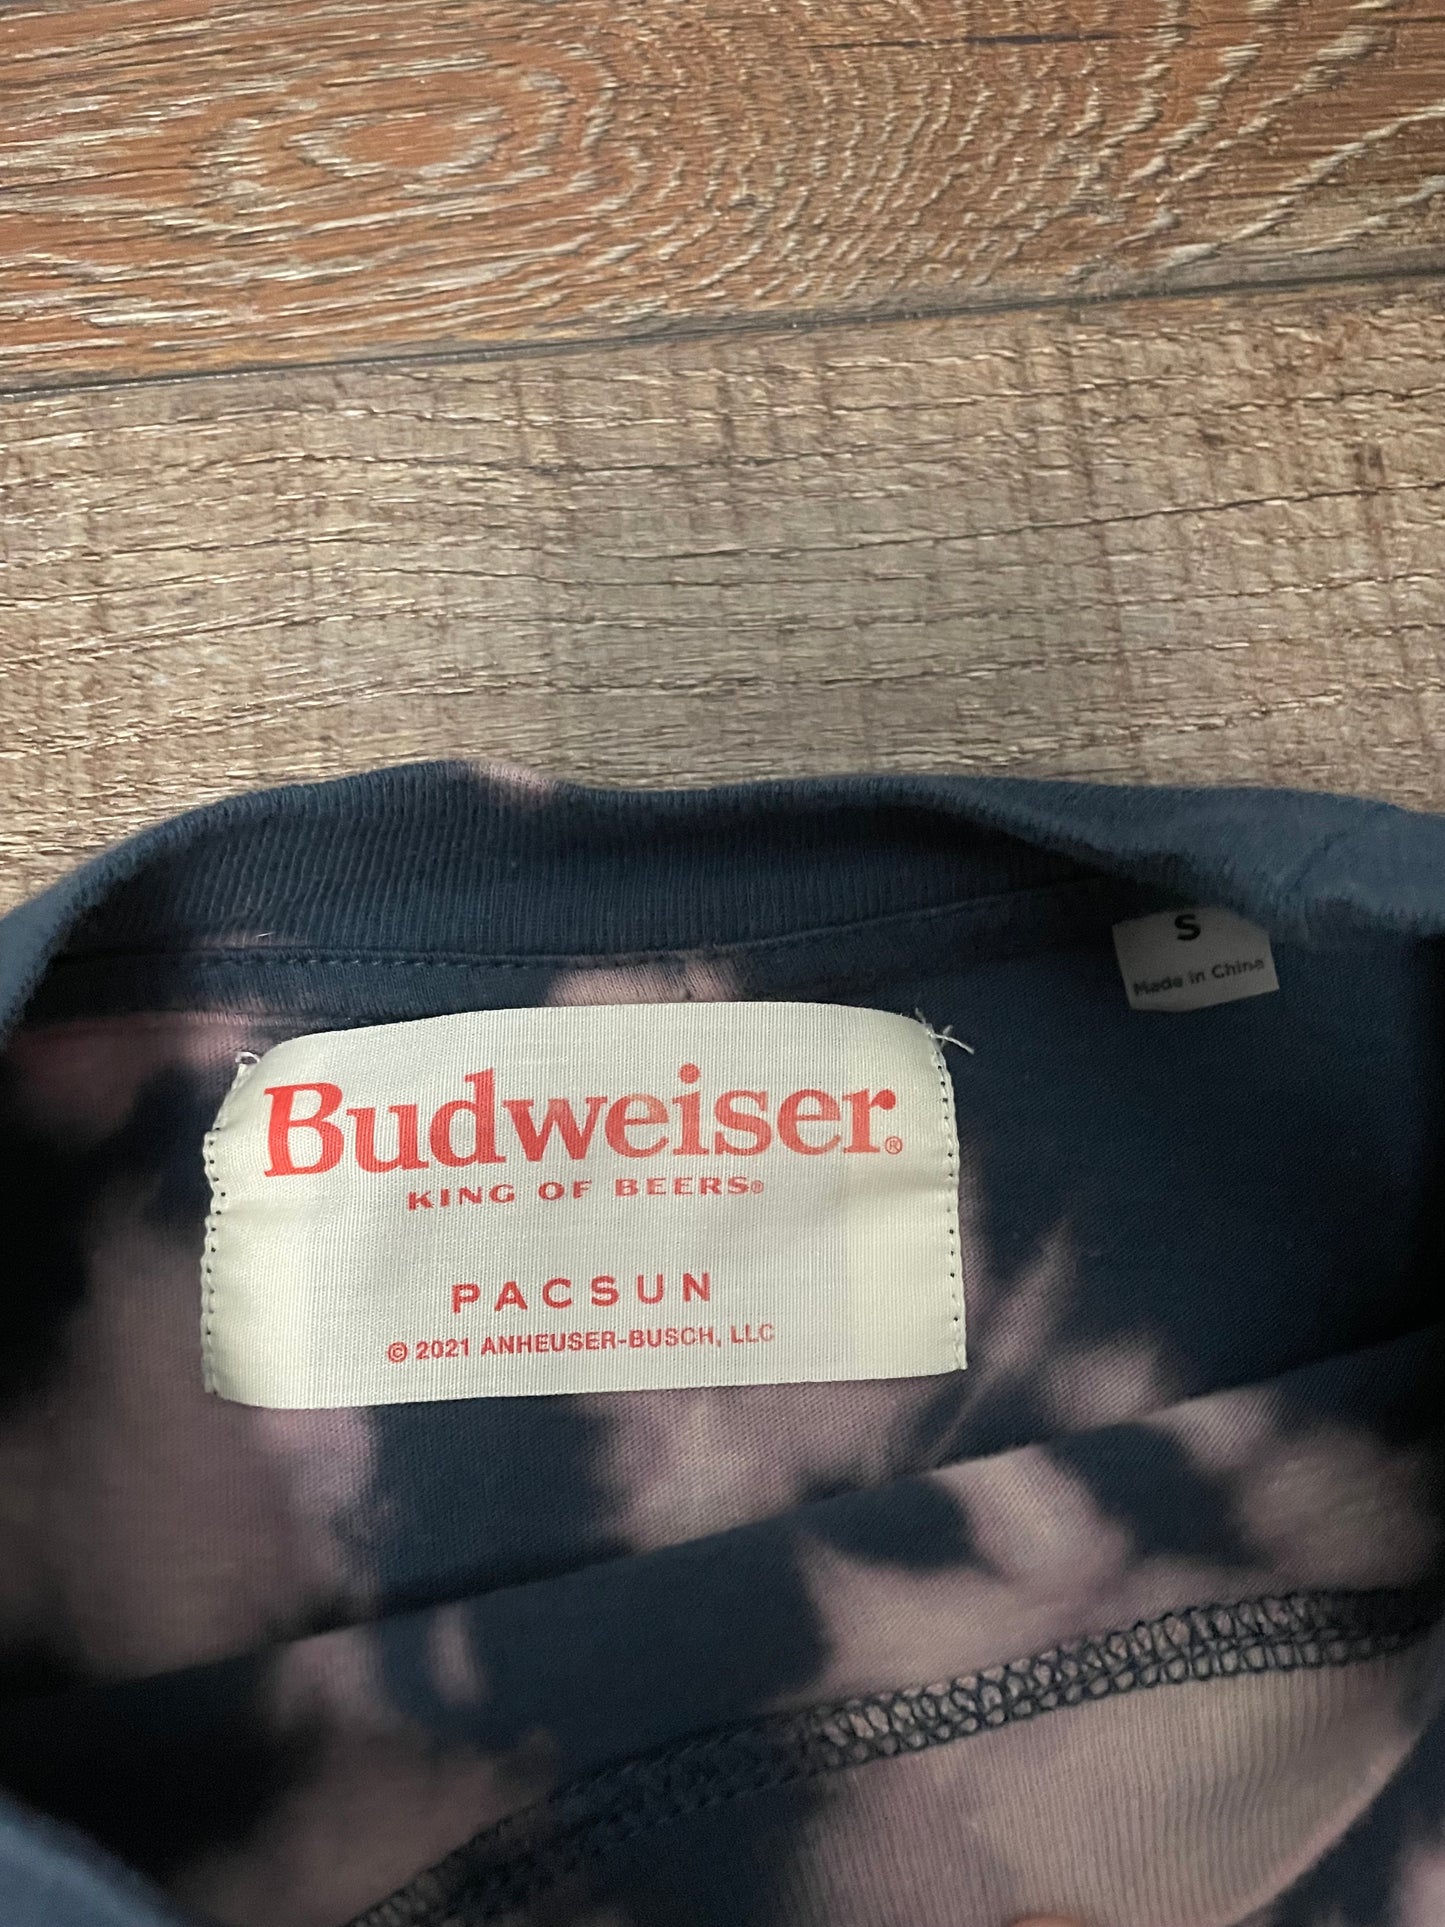 S
Made in China
Budweiser®
KING OF BEERS®
PACSUN
© 2021 ANHEUSER-BUSCH, LLC